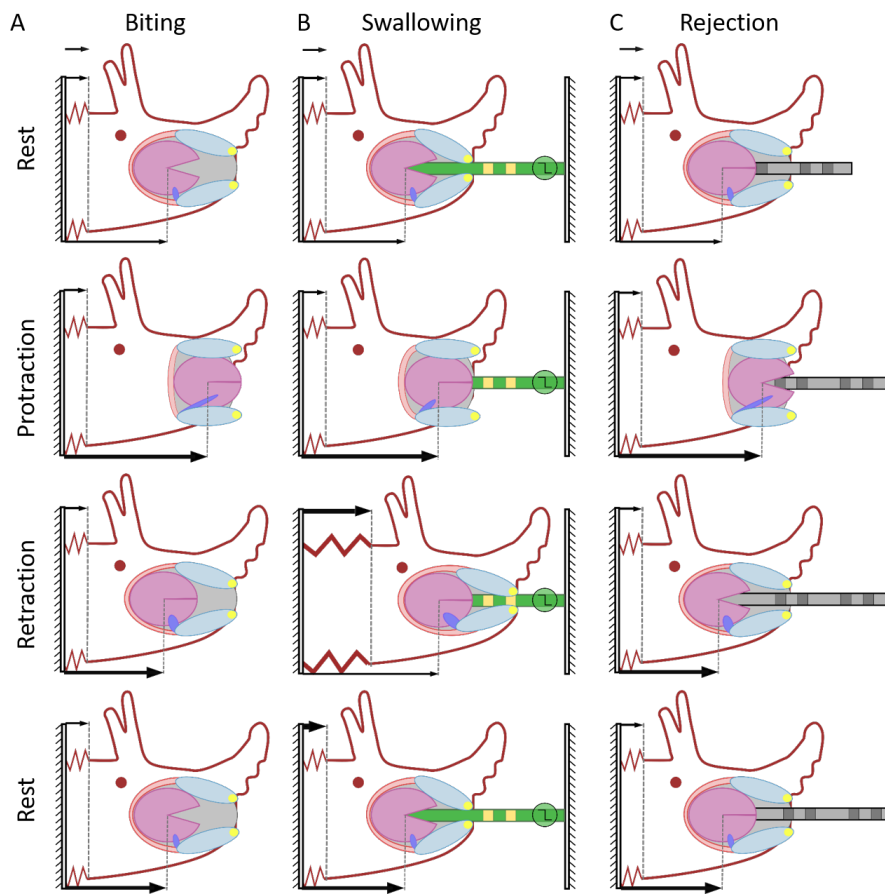 A Biting B Swallowing C Rejection
Rest
Protraction
Retraction
Rest